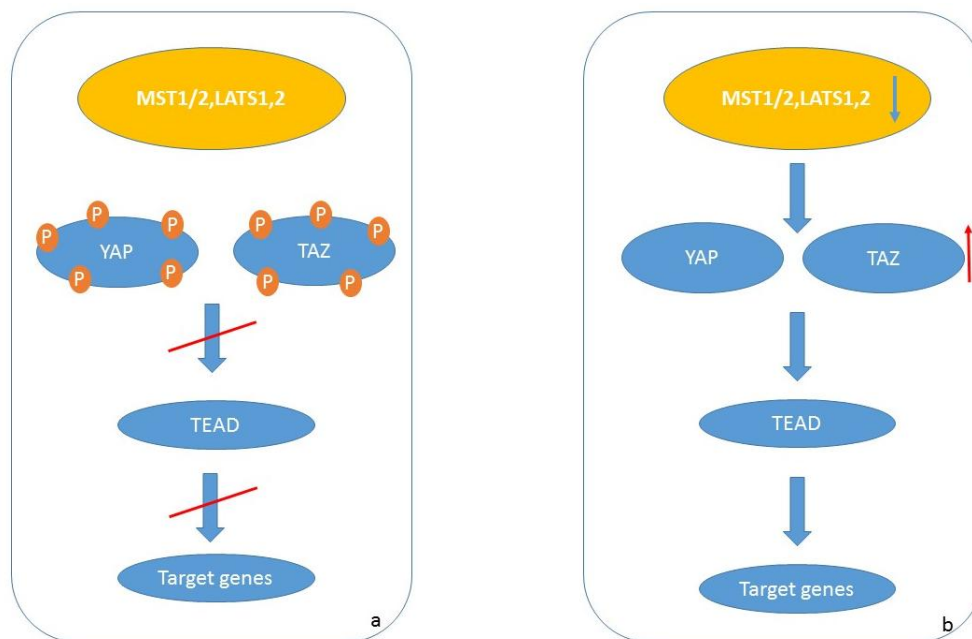 MST1/2,LATS1,2
P
P
P
P
P
YAP
P
P
P
P
P
TAZ
TEAD
Target genes
a
MST1/2,LATS1,2
YAP
TAZ
TEAD
Target genes
b